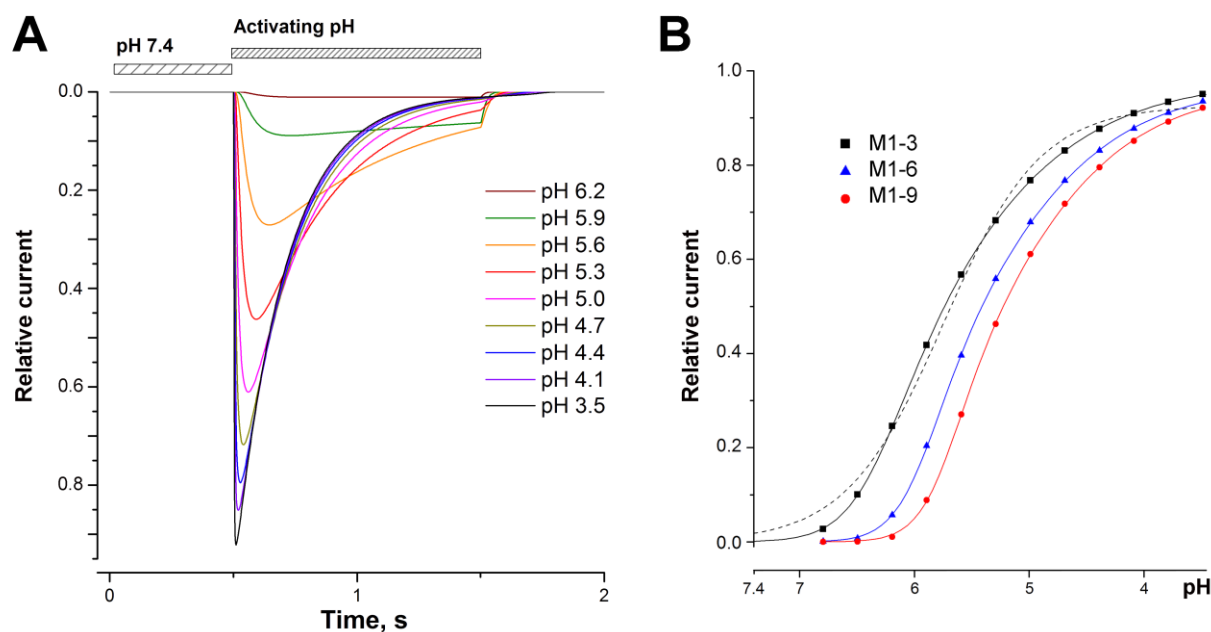 A
pH 7.4
Activating pH
0.0
0.2
0.4
0.6
0.8
Relative current
pH 6.2
pH 5.9
pH 5.6
pH 5.3
pH 5.0
pH 4.7
pH 4.4
pH 4.1
pH 3.5
0
1
2
Time, s
B
1.0
0.8
0.6
0.4
0.2
0.0
Relative current
M1-3
M1-6
M1-9
7.4
7
6
5
4
pH